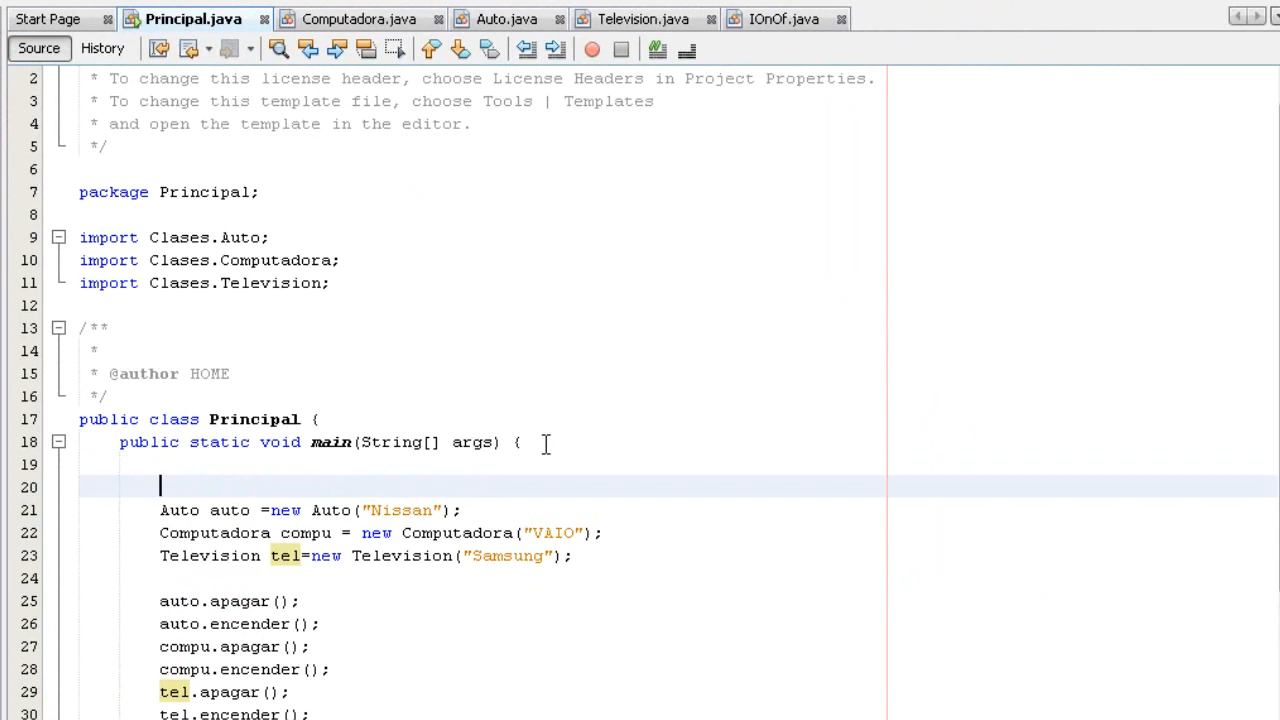 Start Page Principal.java Computadora.java Auto.java Television.java IOnOf.java
Source History
2 * To change this license header, choose License Headers in Project Properties.
3 * To change this template file, choose Tools | Templates
4 * and open the template in the editor.
5 */
6
7 package Principal;
8
9 import Clases.Auto;
10 import Clases.Computadora;
11 import Clases.Television;
12
13 /**
14 *
15 * @author HOME
16 */
17 public class Principal {
18 public static void main(String[] args) {
19
20
21 Auto auto =new Auto("Nissan");
22 Computadora compu = new Computadora("VAIO");
23 Television tel=new Television("Samsung");
24
25 auto.apagar();
26 auto.encender();
27 compu.apagar();
28 compu.encender();
29 tel.apagar();
30 tel.encender();